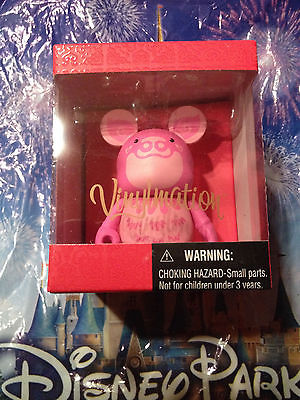 Vinylmation
WARNING:
CHOKING HAZARD-Small parts.
Not for children under 3 years.
DISNEY PARK